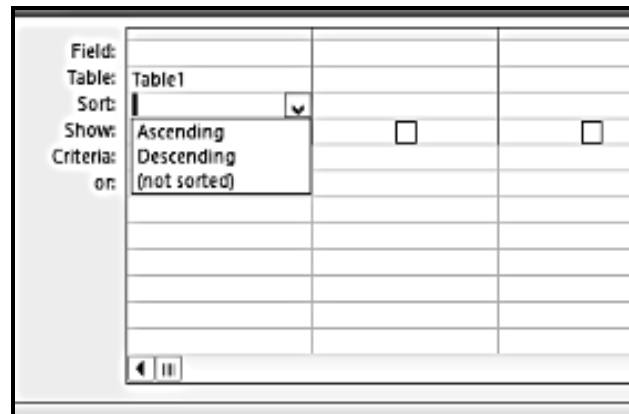 Field:
Table: Table1
Sort:
Show: Ascending
Criteria: Descending
or: (not sorted)